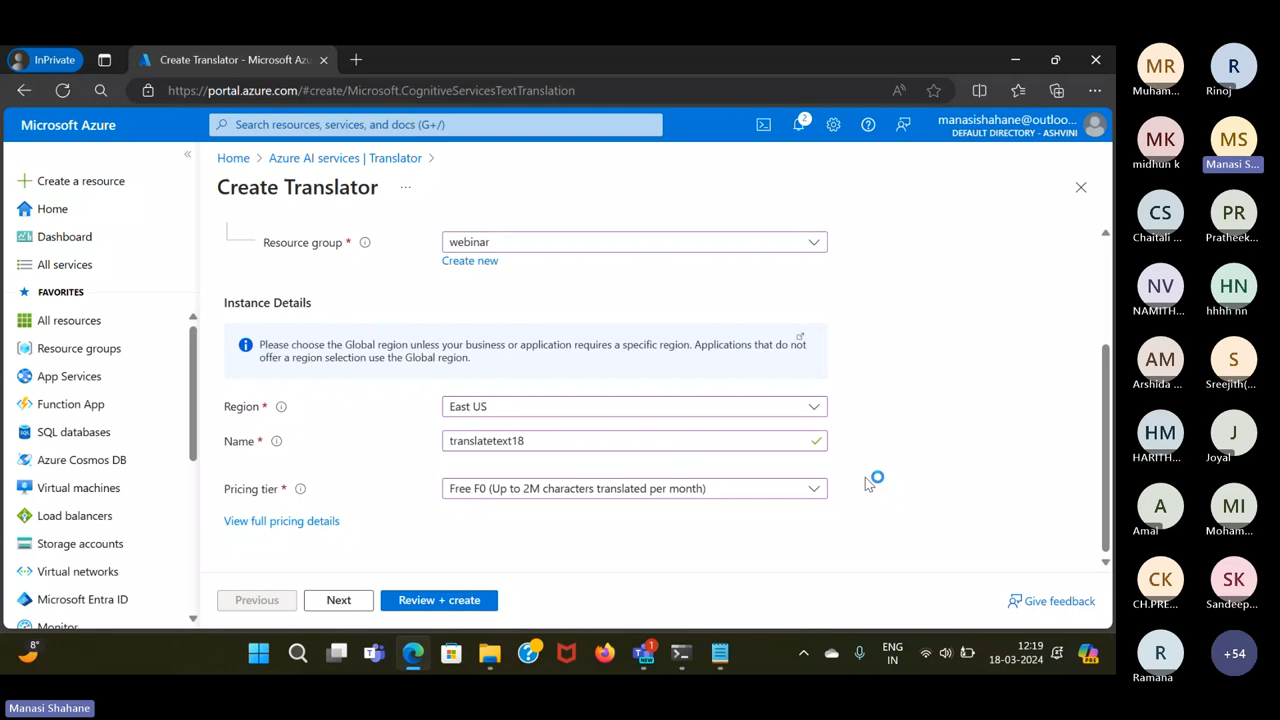 InPrivate
Create Translator - Microsoft Azu
https://portal.azure.com/#create/Microsoft.CognitiveServicesTextTranslation
Microsoft Azure
Search resources, services, and docs (G+/)
2
manasishahane@outloo...
DEFAULT DIRECTORY - ASHVINI
Home > Azure AI services | Translator >
Create Translator ...
Create a resource
Home
Dashboard
All services
FAVORITES
All resources
Resource groups
App Services
Function App
SQL databases
Azure Cosmos DB
Virtual machines
Load balancers
Storage accounts
Virtual networks
Microsoft Entra ID
Monitor
Resource group * webinar
Create new
Instance Details
Please choose the Global region unless your business or application requires a specific region. Applications that do not
offer a region selection use the Global region.
Region * East US
Name * translatetext18
Pricing tier * Free F0 (Up to 2M characters translated per month)
View full pricing details
Previous
Next
Review + create
Give feedback
8°
1
NEW
ENG
IN
12:19
18-03-2024
PRE
Manasi Shahane
MR
Muham...
R
Rinoj
MK
midhun k
MS
Manasi S...
CS
Chaitali ...
PR
Pratheek...
NV
NAMITH...
HN
hhhh nn
AM
Arshida ...
S
Sreejith(...
HM
HARITH...
J
Joyal
A
Amal
MI
Moham...
CK
CH.PRE...
SK
Sandeep...
R
Ramana
+54